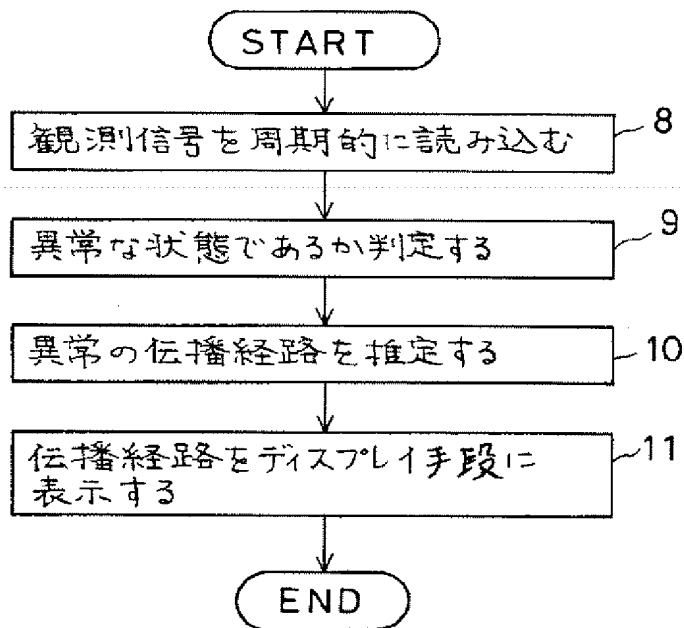 START
観測信号を周期的に読み込む
8
異常な状態であるか判定する
9
異常の伝播経路を推定する
10
伝播経路をディスプレイ手段に
表示する
11
END